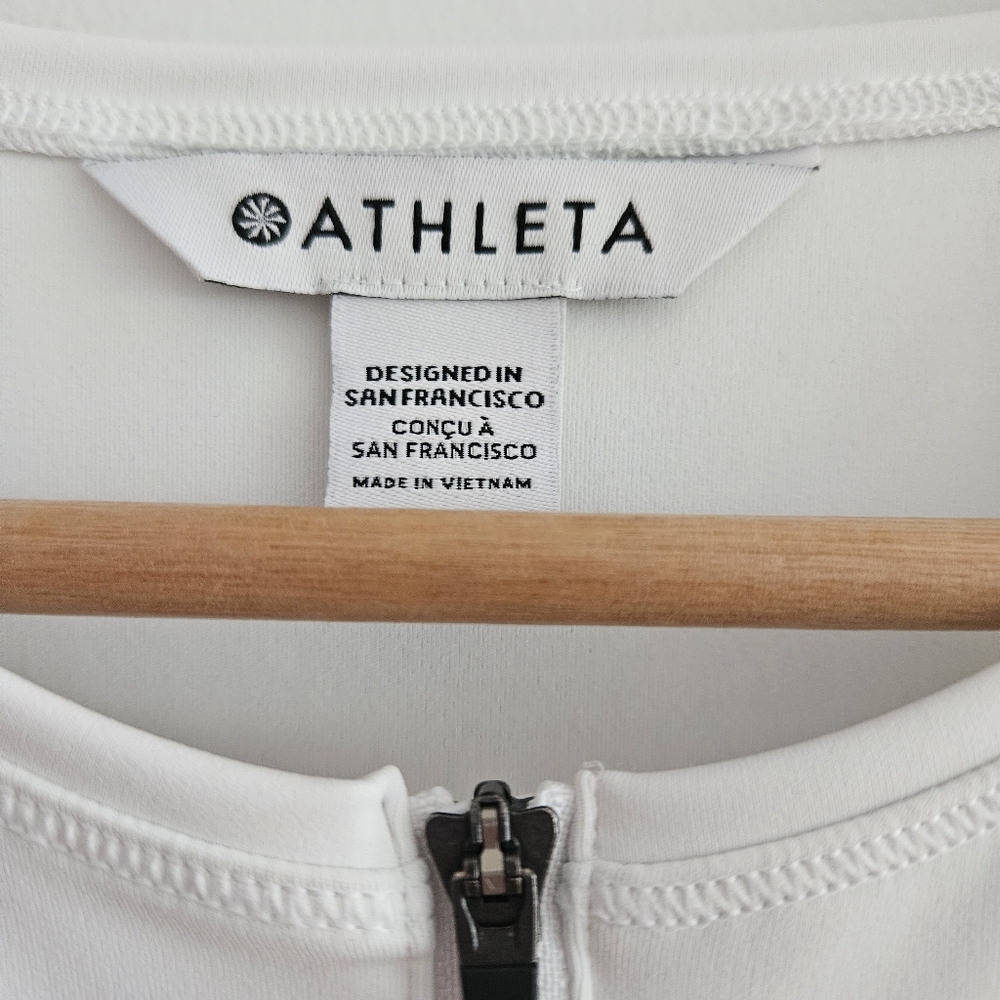 ATHLETA
DESIGNED IN
SAN FRANCISCO
CONÇU À
SAN FRANCISCO
MADE IN VIETNAM